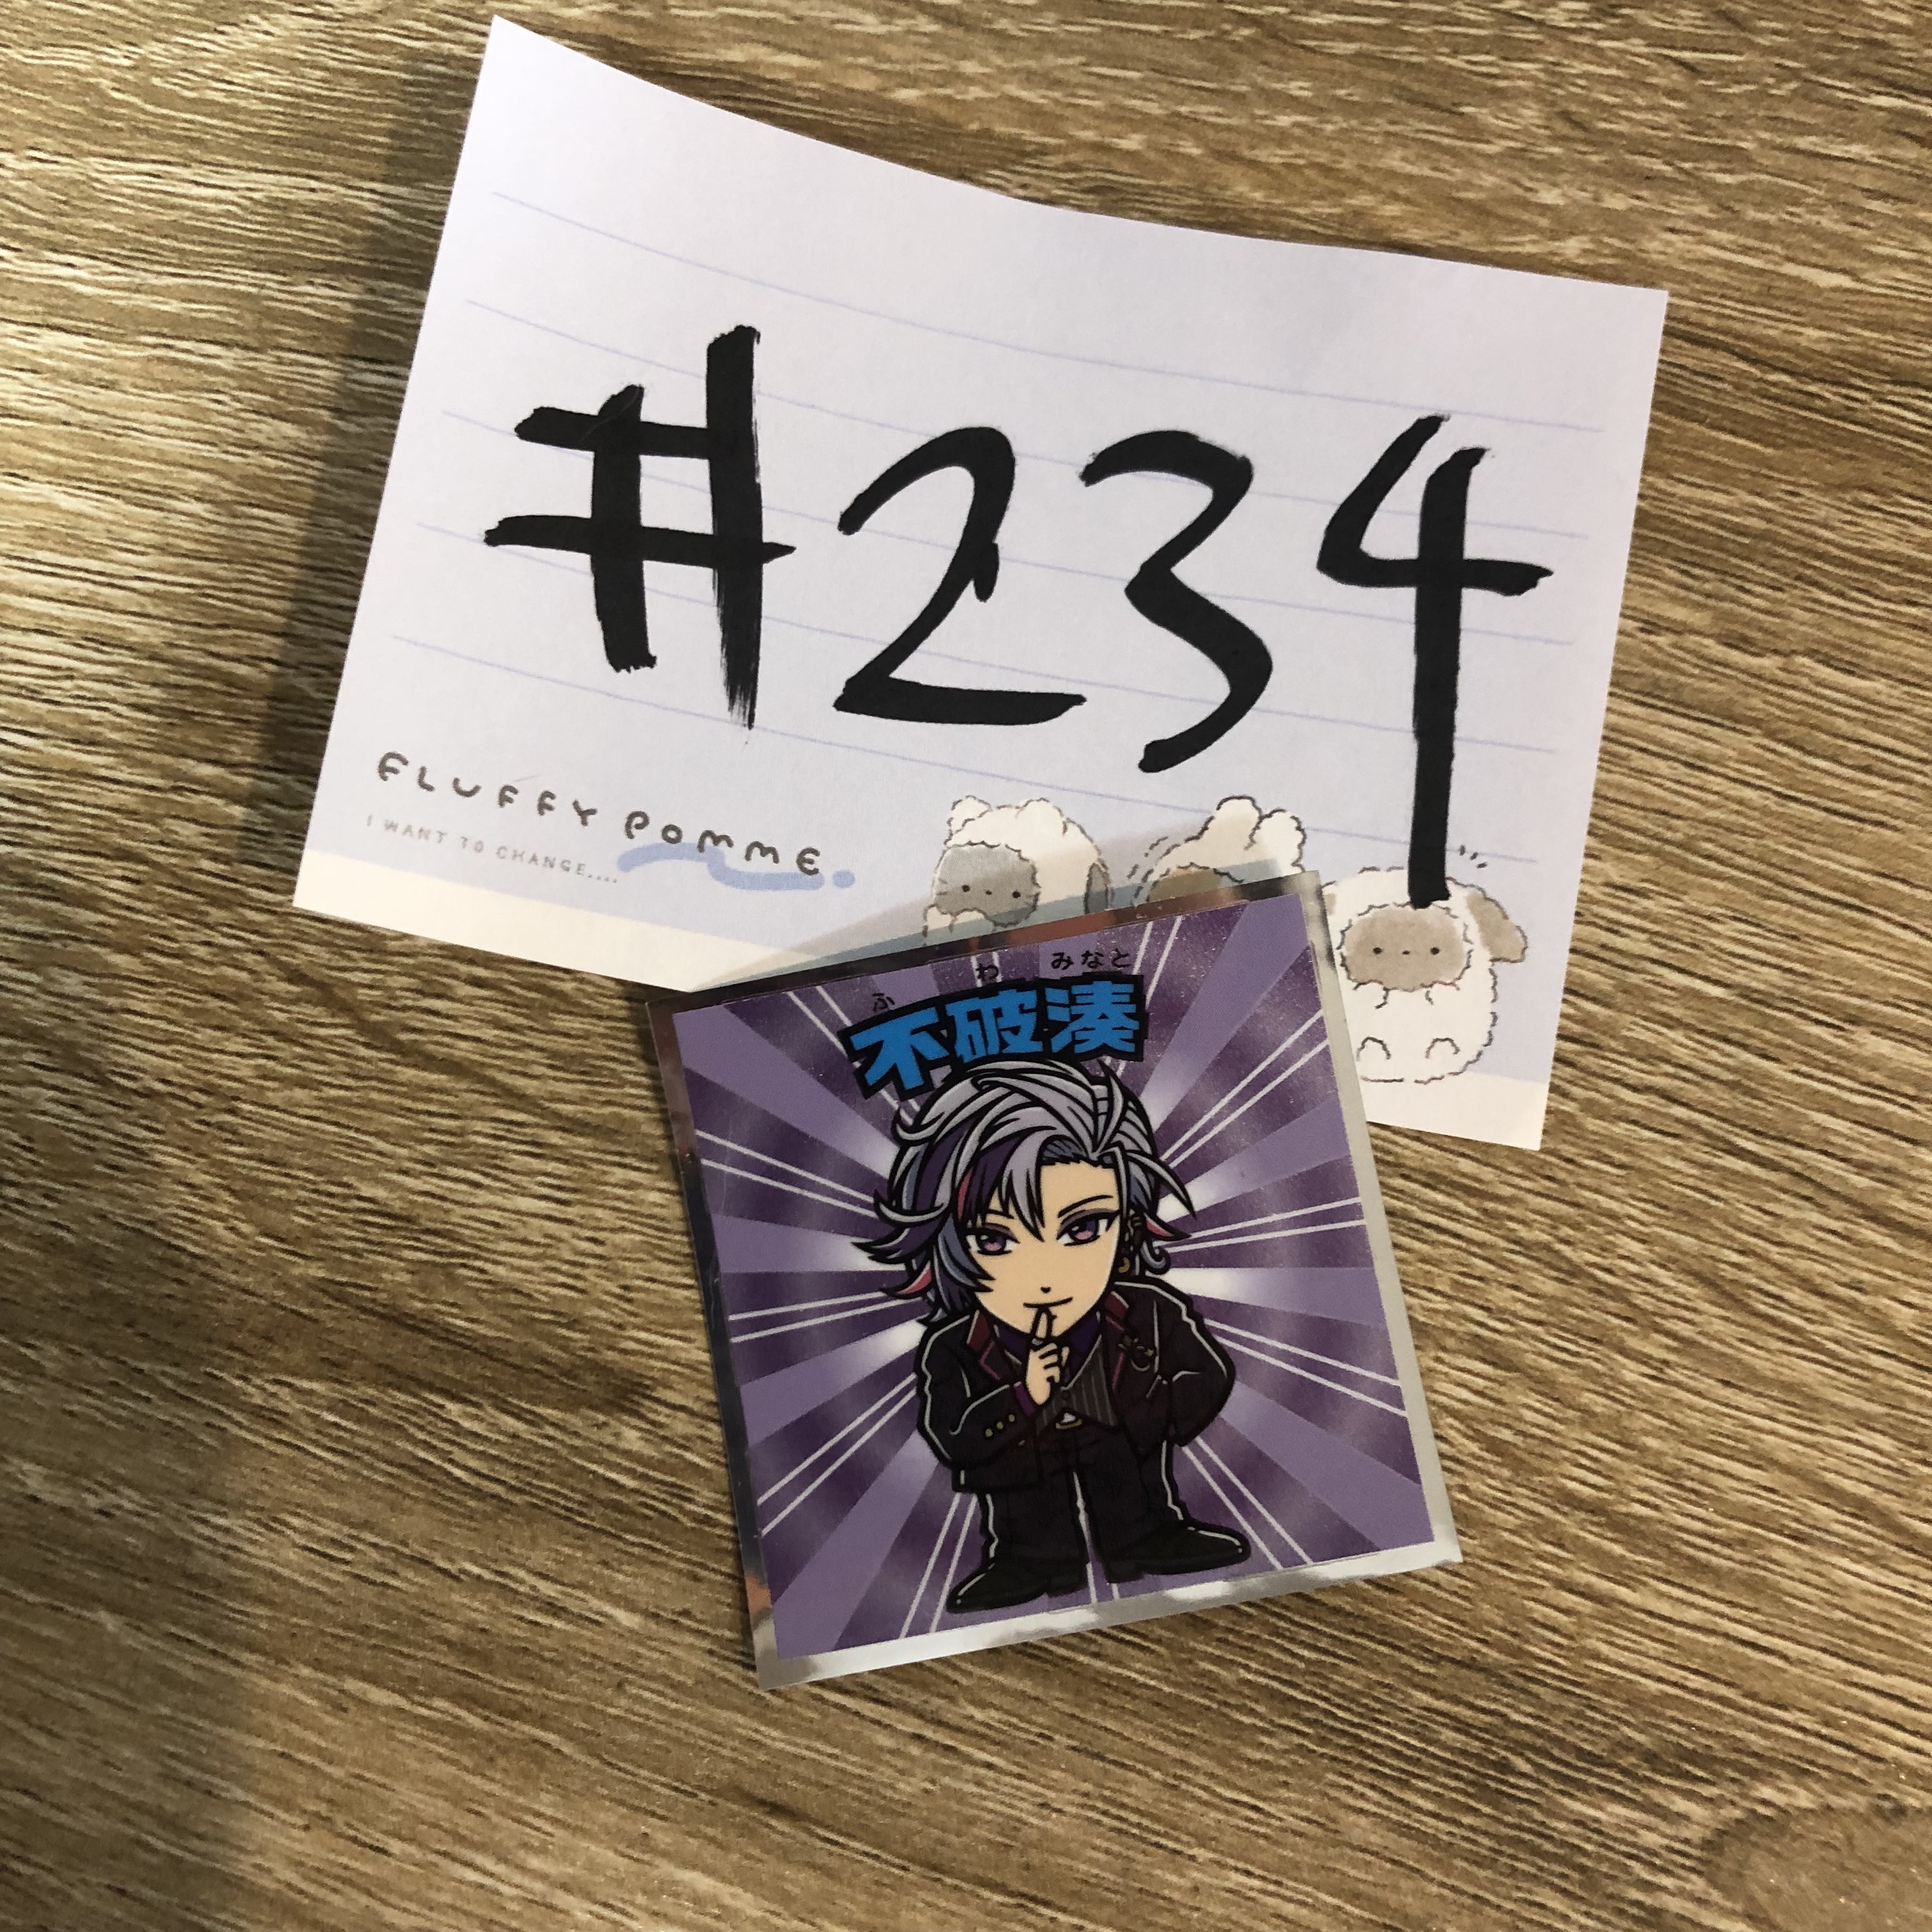 #234
FLUFFY POMME.
I WANT TO CHANGE....
ふ わ みなと
不破湊